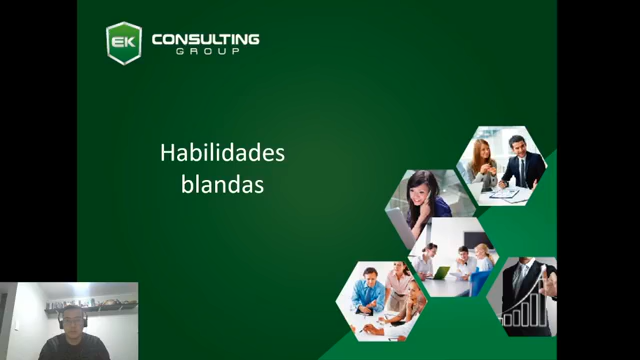 EK
CONSULTING
GROUP
Habilidades
blandas